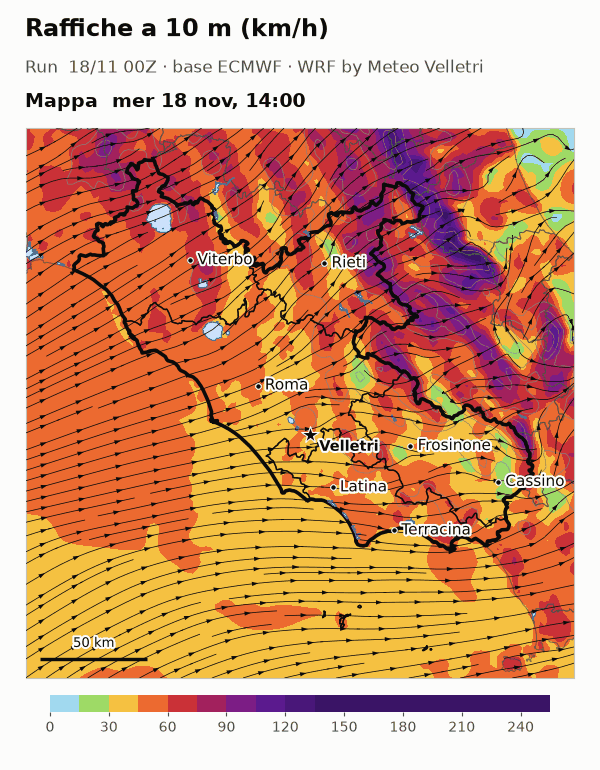 Raffiche a 10 m (km/h)
Run  18/11 00Z · base ECMWF · WRF by Meteo Velletri
Mappa  mer 18 nov, 14:00
Viterbo
Rieti
Roma
Velletri
Frosinone
Latina
Cassino
Terracina
50 km
0 30 60 90 120 150 180 210 240